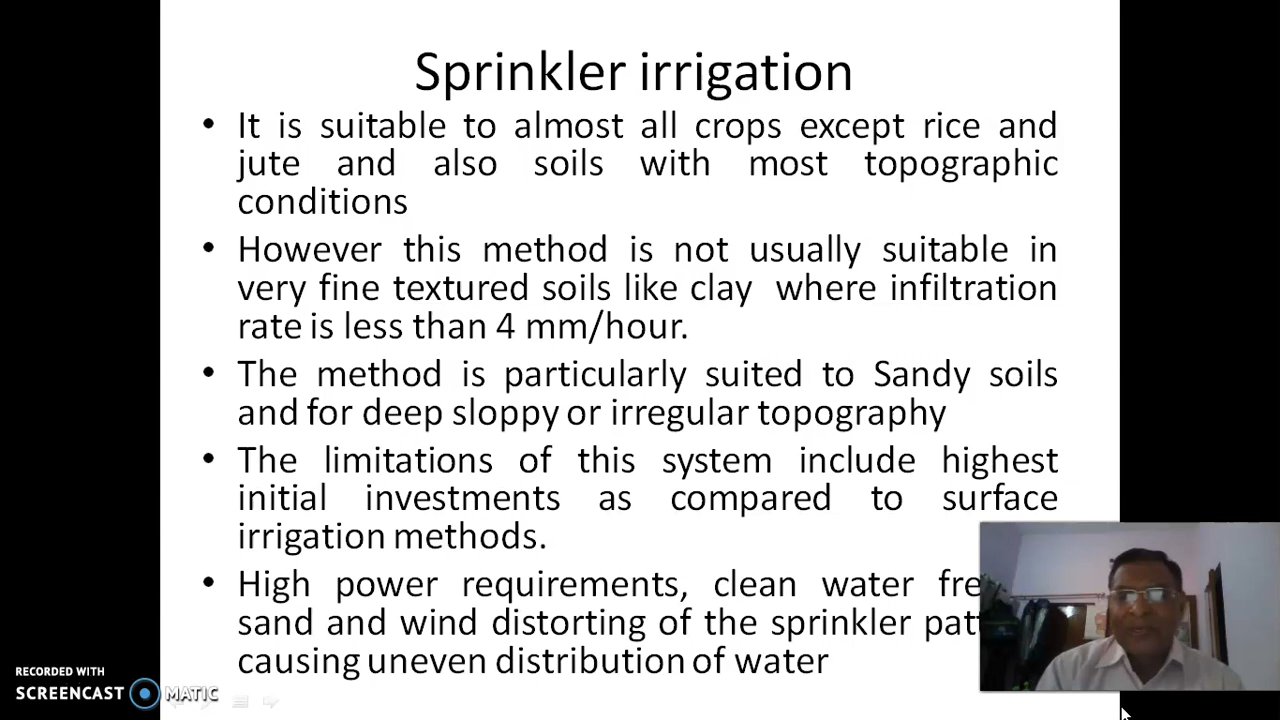 Sprinkler irrigation
• It is suitable to almost all crops except rice and
jute and also soils with most topographic
conditions
• However this method is not usually suitable in
very fine textured soils like clay where infiltration
rate is less than 4 mm/hour.
• The method is particularly suited to Sandy soils
and for deep sloppy or irregular topography
• The limitations of this system include highest
initial investments as compared to surface
irrigation methods.
• High power requirements, clean water
sand and wind distorting of the sprinkler
causing uneven distribution of water
RECORDED WITH
SCREENCAST MATIC